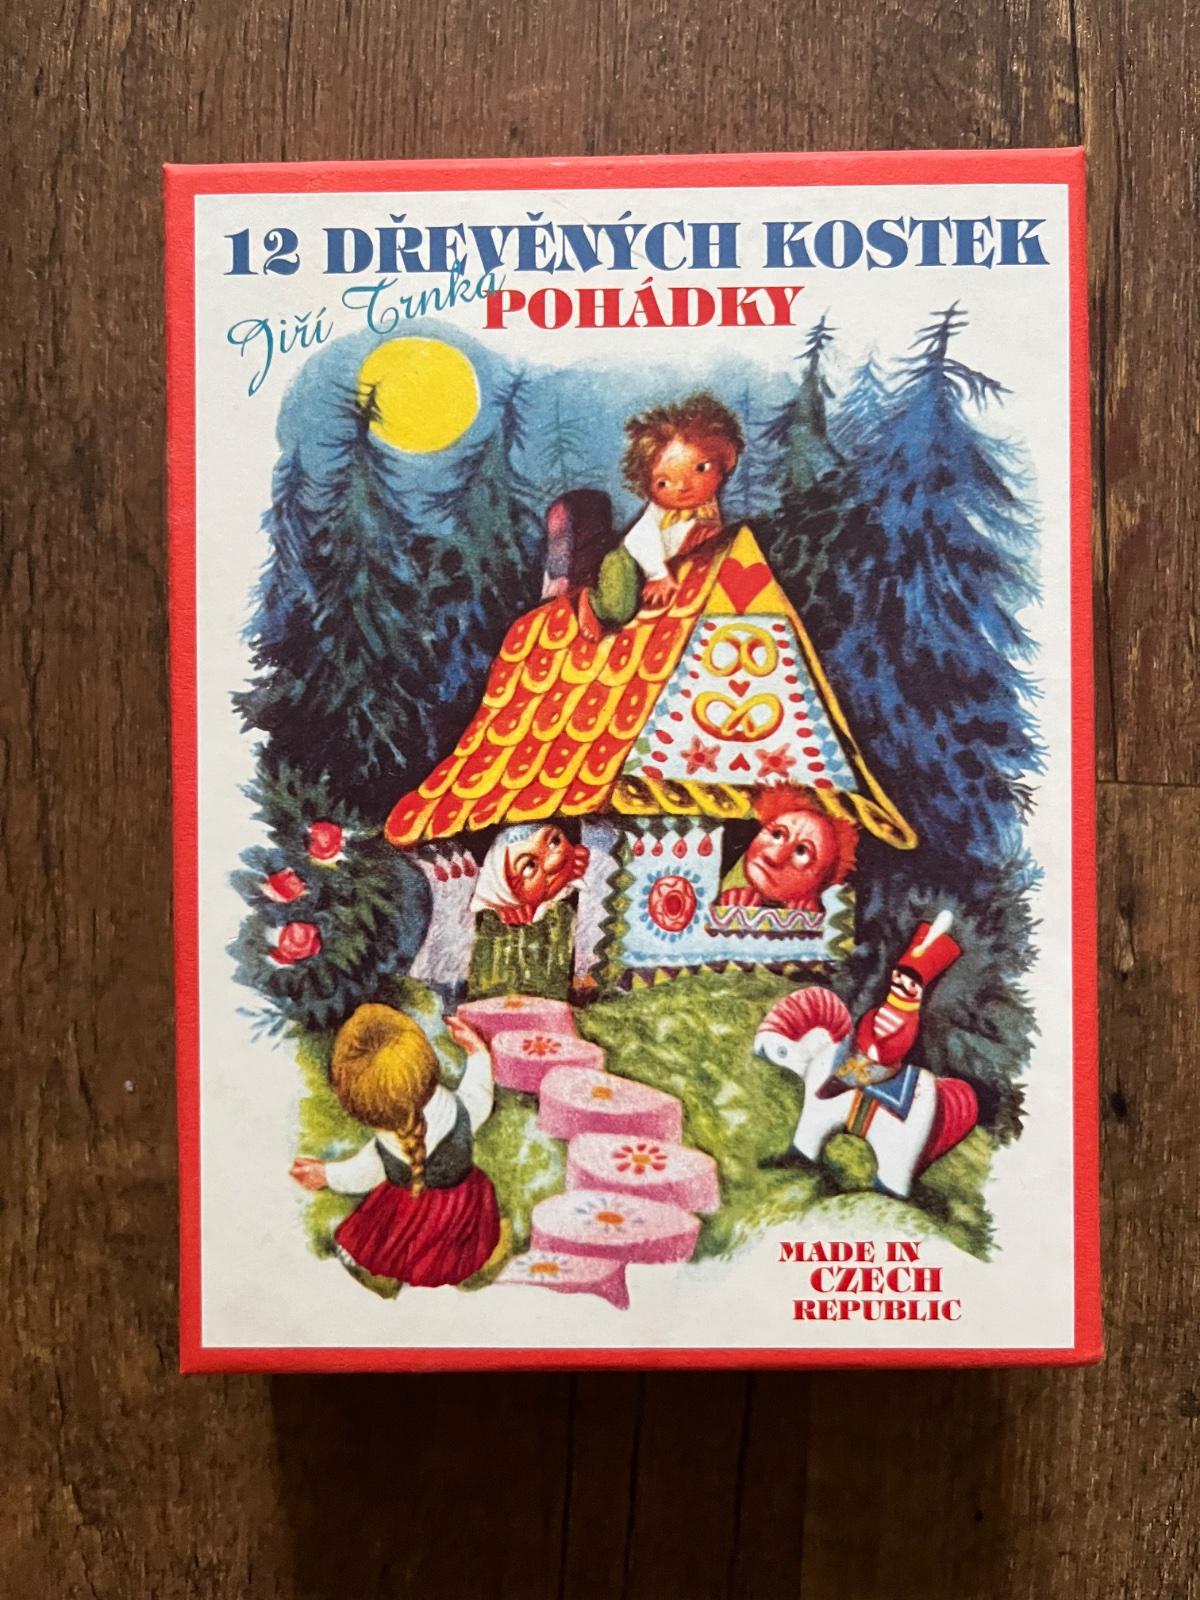 12 DŘEVĚNÝCH KOSTEK
Jiří Trnka
POHÁDKY
MADE IN
CZECH
REPUBLIC